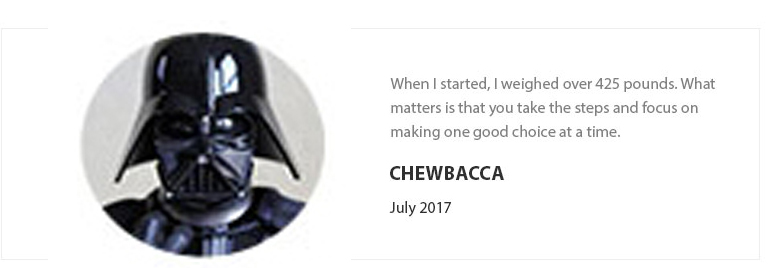 When I started, I weighed over 425 pounds. What
matters is that you take the steps and focus on
making one good choice at a time.
CHEWBACCA
July 2017